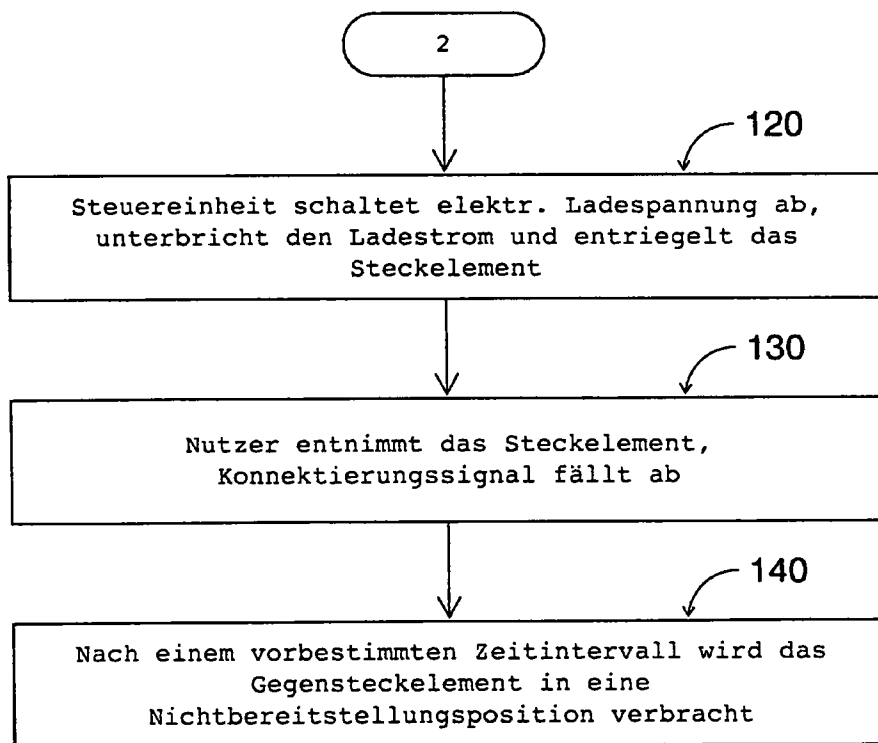 2
120
Steuereinheit schaltet elektr. Ladespannung ab,
unterbricht den Ladestrom und entriegelt das
Steckelement
130
Nutzer entnimmt das Steckelement,
Konnektierungssignal fällt ab
140
Nach einem vorbestimmten Zeitintervall wird das
Gegensteckelement in eine
Nichtbereitstellungsposition verbracht